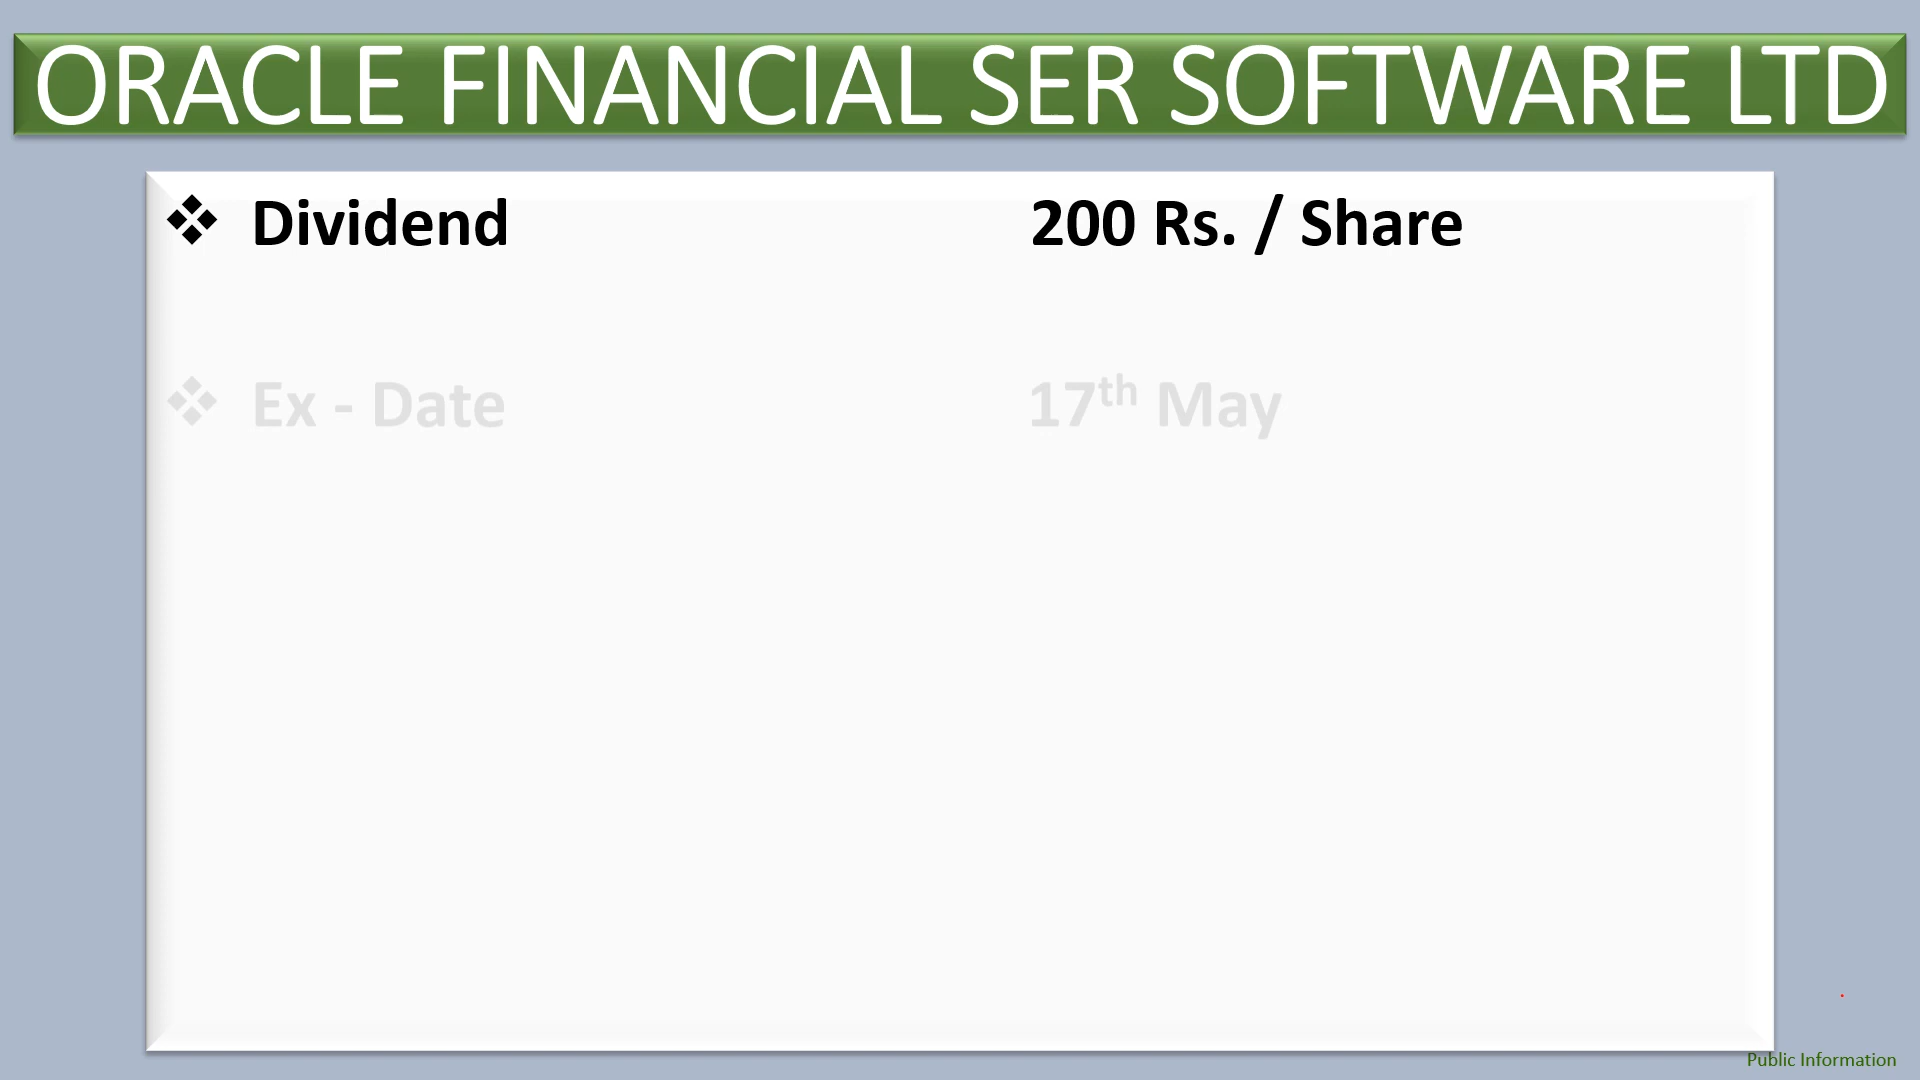 ORACLE FINANCIAL SER SOFTWARE LTD
❖ Dividend 200 Rs. / Share
❖ Ex - Date 17th May
Public Information